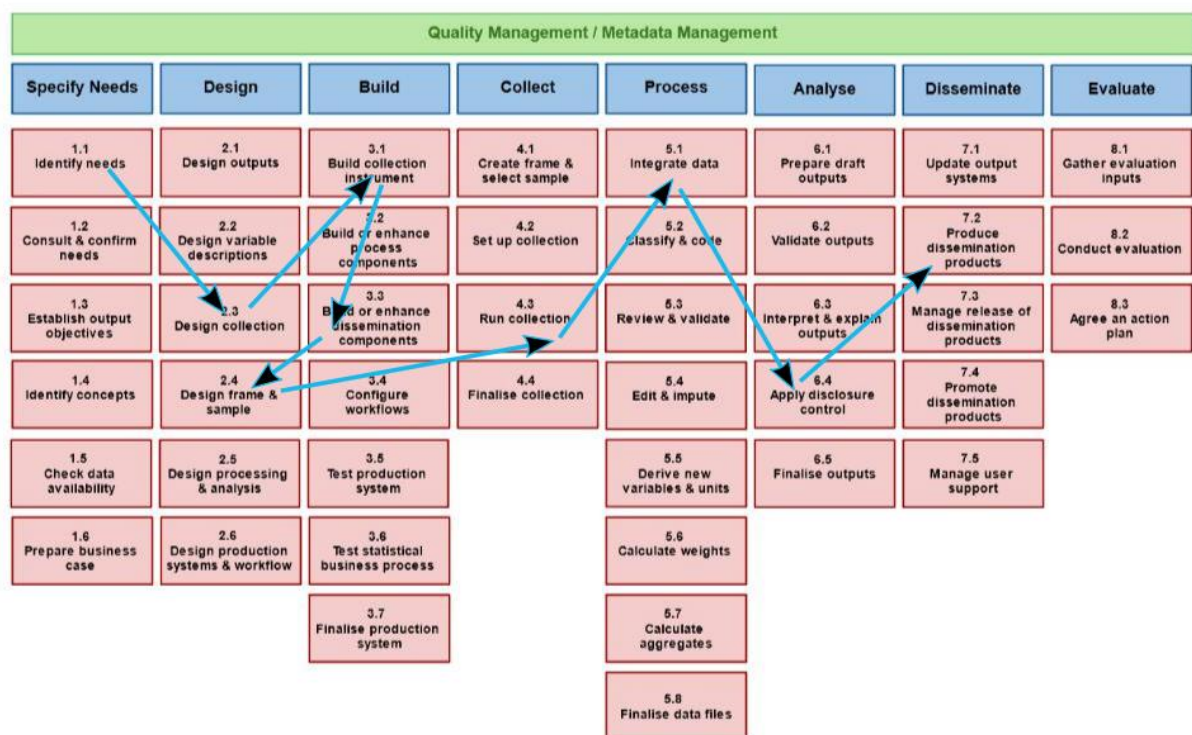 Quality Management / Metadata Management
Specify Needs
Design
Build
Collect
Process
Analyse
Disseminate
Evaluate
1.1
Identify needs
1.2
Consult & confirm
needs
1.3
Establish output
objectives
1.4
Identify concepts
1.5
Check data
availability
1.6
Prepare business
case
2.1
Design outputs
2.2
Design variable
descriptions
2.3
Design collection
2.4
Design frame &
sample
2.5
Design processing
& analysis
2.6
Design production
systems & workflow
3.1
Build collection
instrument
3.2
Build or enhance
process
components
3.3
Build or enhance
dissemination
components
3.4
Configure
workflows
3.5
Test production
system
3.6
Test statistical
business process
3.7
Finalise production
system
4.1
Create frame &
select sample
4.2
Set up collection
4.3
Run collection
4.4
Finalise collection
5.1
Integrate data
5.2
Classify & code
5.3
Review & validate
5.4
Edit & impute
5.5
Derive new
variables & units
5.6
Calculate weights
5.7
Calculate
aggregates
5.8
Finalise data files
6.1
Prepare draft
outputs
6.2
Validate outputs
6.3
Interpret & explain
outputs
6.4
Apply disclosure
control
6.5
Finalise outputs
7.1
Update output
systems
7.2
Produce
dissemination
products
7.3
Manage release of
dissemination
products
7.4
Promote
dissemination
products
7.5
Manage user
support
8.1
Gather evaluation
inputs
8.2
Conduct evaluation
8.3
Agree an action
plan